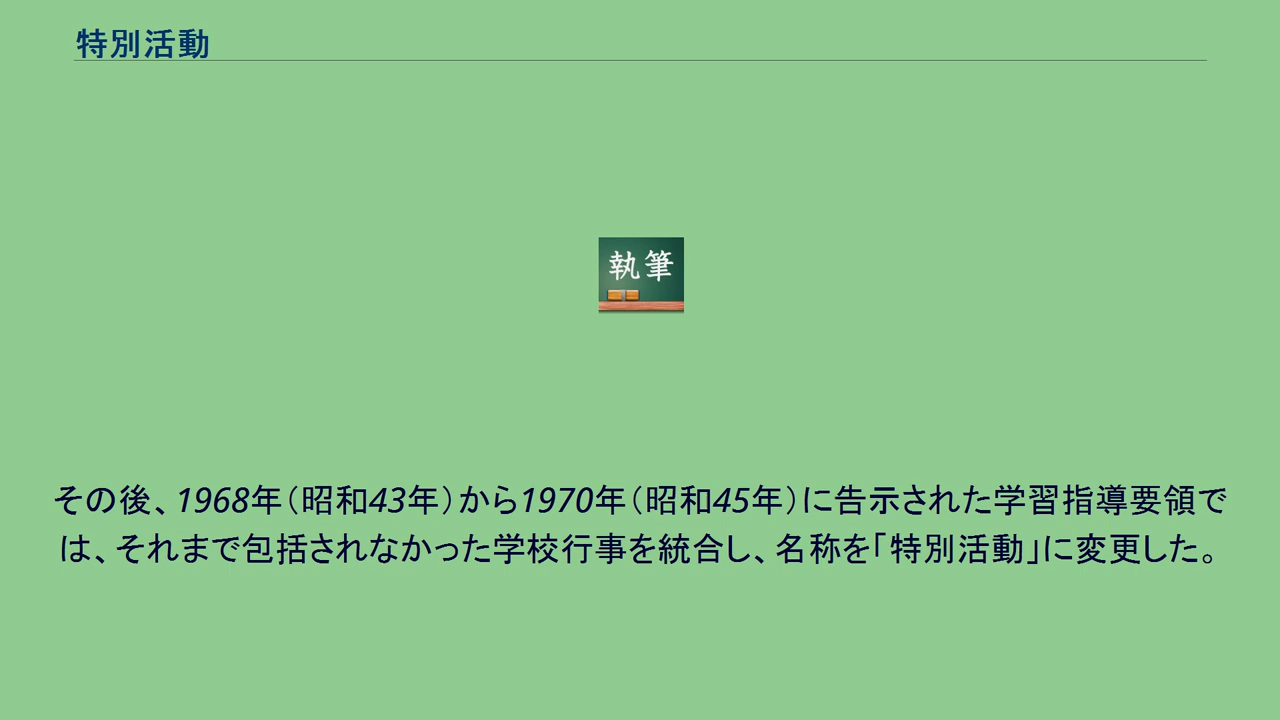 特別活動
執筆
その後、1968年（昭和43年）から1970年（昭和45年）に告示された学習指導要領で
は、それまで包括されなかった学校行事を統合し、名称を「特別活動」に変更した。